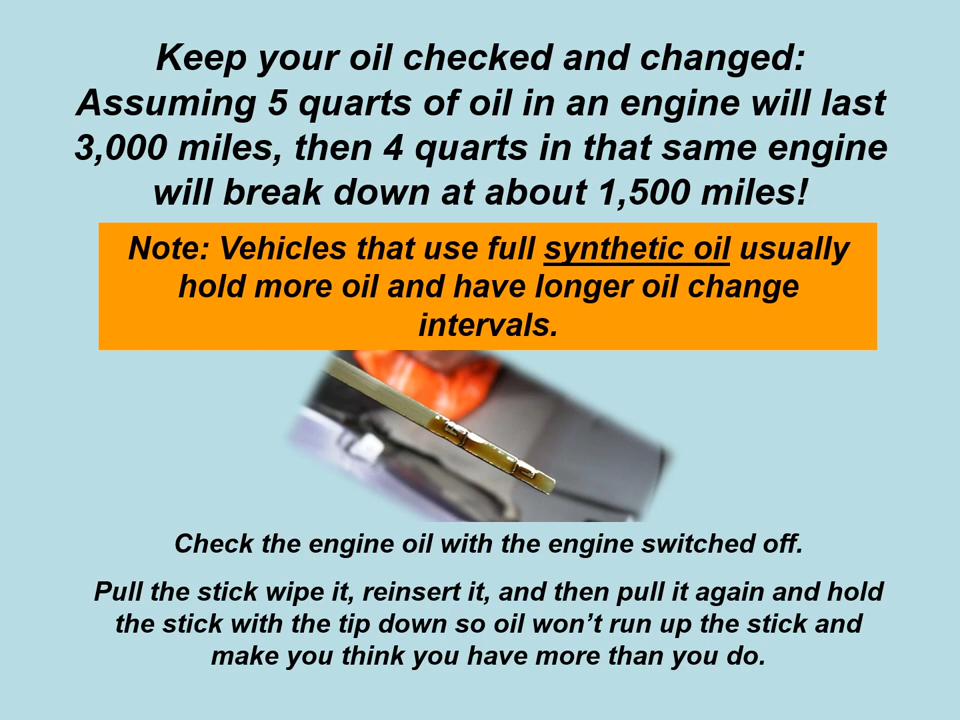 Keep your oil checked and changed:
Assuming 5 quarts of oil in an engine will last
3,000 miles, then 4 quarts in that same engine
will break down at about 1,500 miles!
Note: Vehicles that use full synthetic oil usually
hold more oil and have longer oil change
intervals.
Check the engine oil with the engine switched off.
Pull the stick wipe it, reinsert it, and then pull it again and hold
the stick with the tip down so oil won’t run up the stick and
make you think you have more than you do.